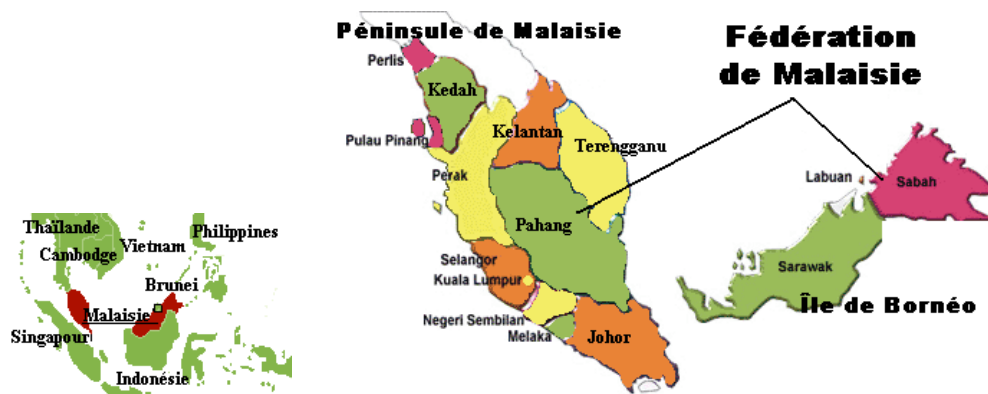 Péninsule de Malaisie
Fédération
de Malaisie
Perlis
Kedah
Pulau Pinang
Kelantan
Terengganu
Perak
Labuan
Sabah
Pahang
Selangor
Kuala Lumpur
Sarawak
Île de Bornéo
Negeri Sembilan
Melaka
Johor
Thaïlande
Cambodge
Vietnam
Philippines
Brunei
Malaisie
Singapour
Indonésie